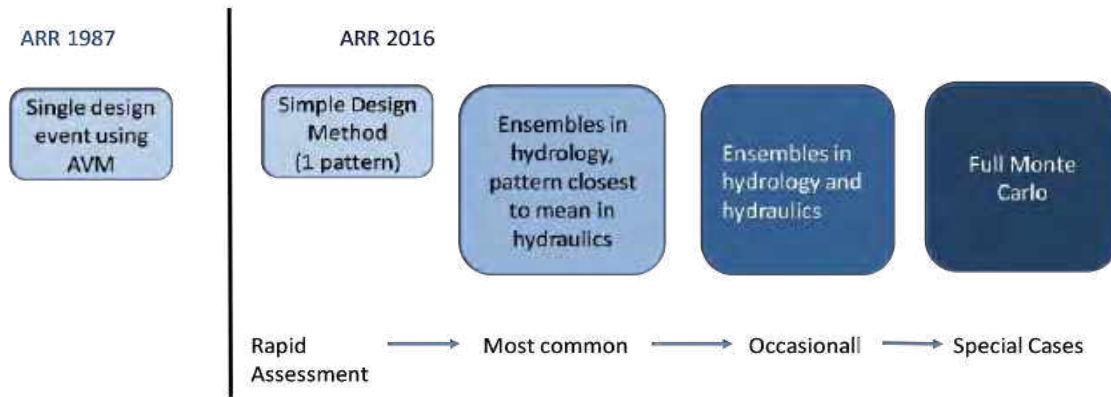 ARR 1987
ARR 2016
Single design
event using
AVM
Simple Design
Method
(1 pattern)
Ensembles in
hydrology,
pattern closest
to mean in
hydraulics
Ensembles in
hydrology and
hydraulics
Full Monte
Carlo
Rapid
Assessment
Most common
Occasionall
Special Cases